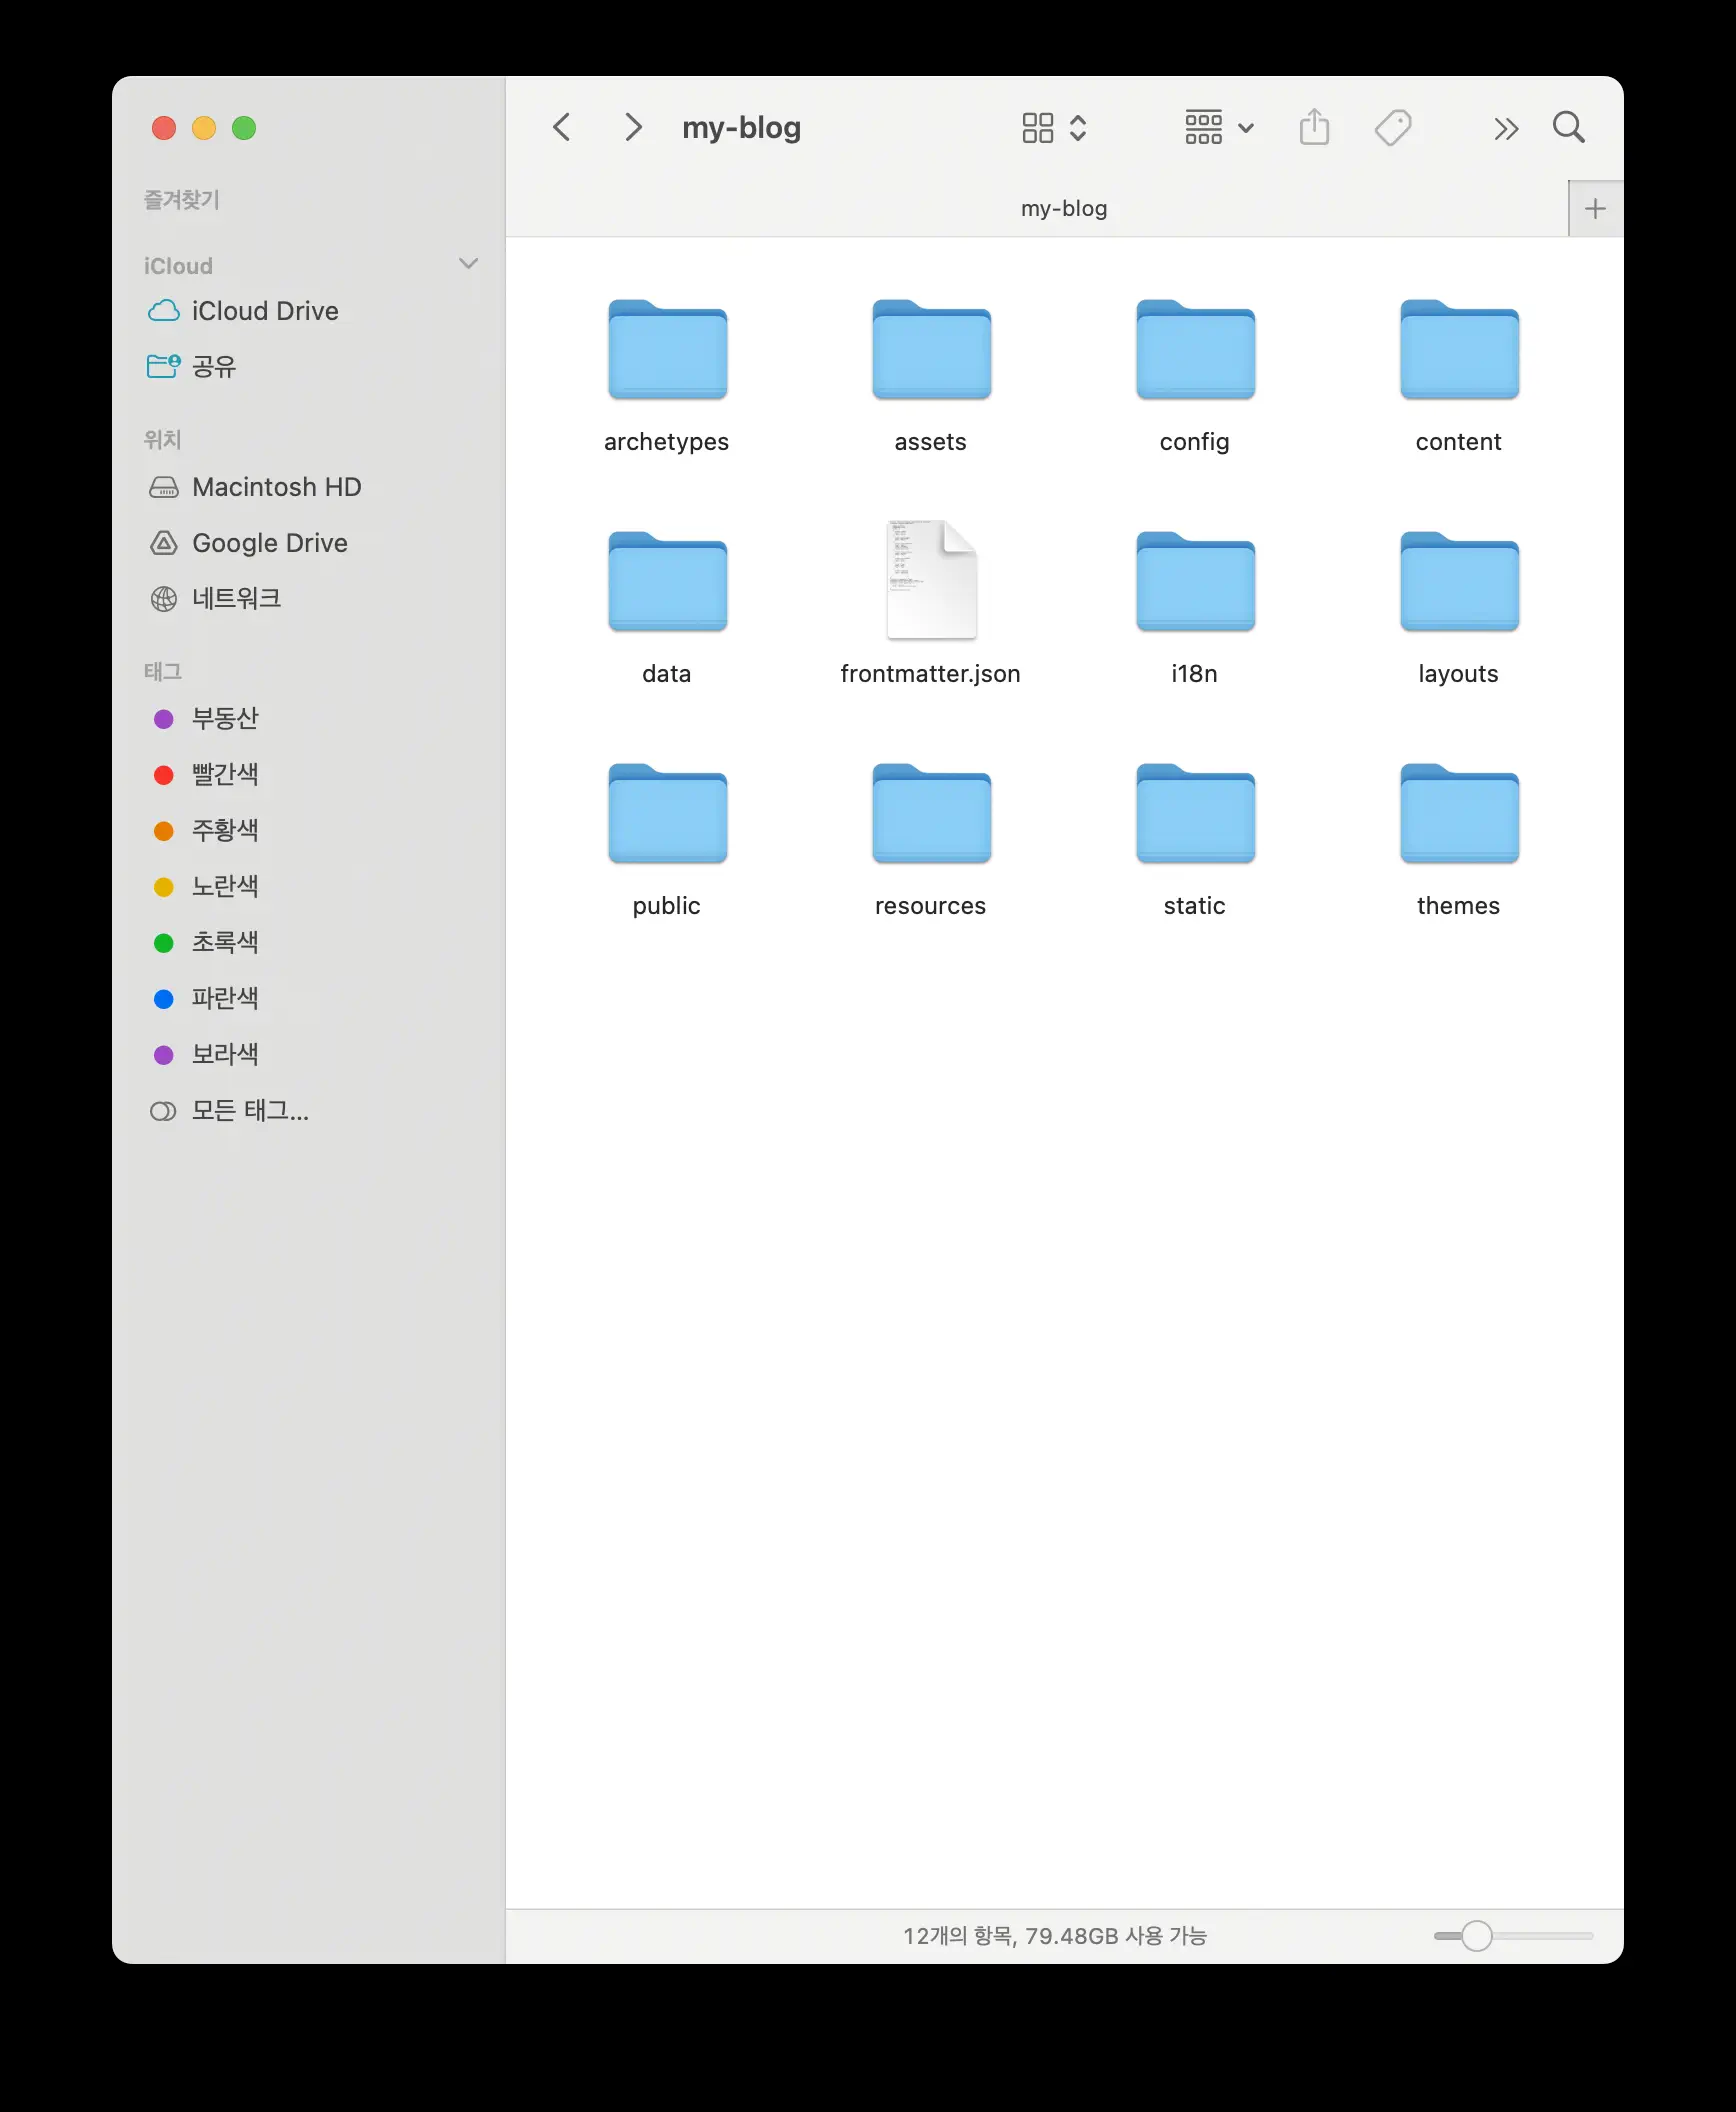 my-blog
my-blog
즐겨찾기
iCloud
iCloud Drive
공유
위치
Macintosh HD
Google Drive
네트워크
태그
부동산
빨간색
주황색
노란색
초록색
파란색
보라색
모든 태그...
archetypes
assets
config
content
data
frontmatter.json
i18n
layouts
public
resources
static
themes
12개의 항목, 79.48GB 사용 가능